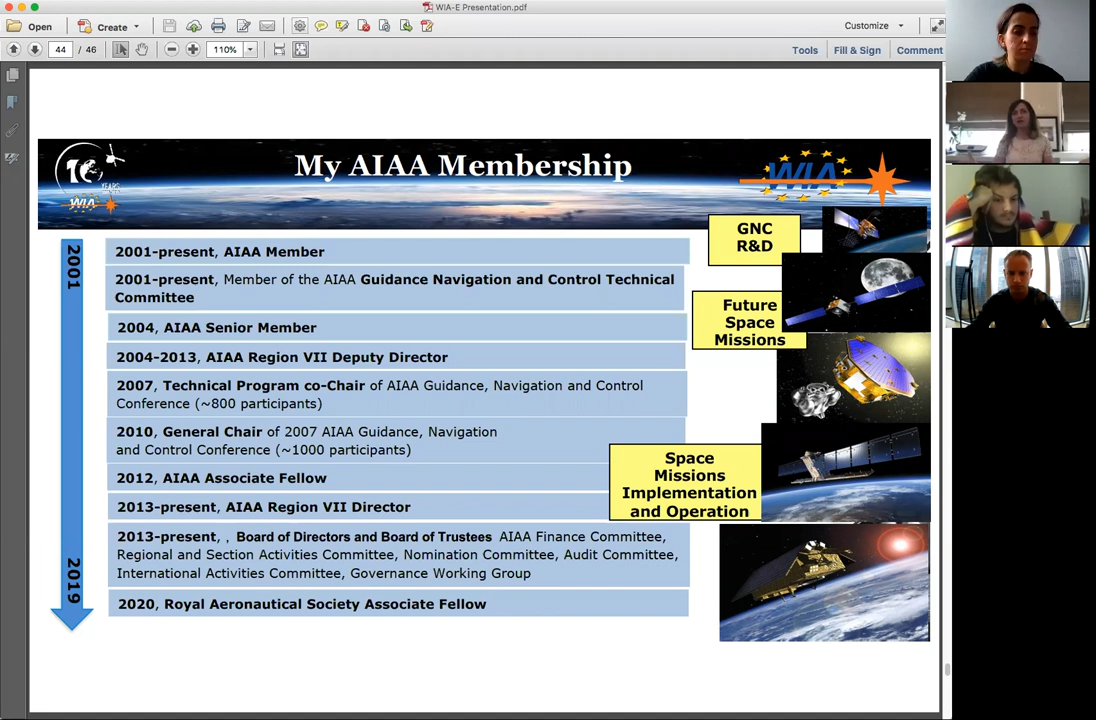 WIA-E Presentation.pdf
Open
Create
Customize
44 / 46
110%
Tools
Fill & Sign
Comment
10
YEARS
WIA
My AIAA Membership
WIA
2001
2001-present, AIAA Member
2001-present, Member of the AIAA Guidance Navigation and Control Technical
Committee
2004, AIAA Senior Member
2004-2013, AIAA Region VII Deputy Director
2007, Technical Program co-Chair of AIAA Guidance, Navigation and Control
Conference (~800 participants)
2010, General Chair of 2007 AIAA Guidance, Navigation
and Control Conference (~1000 participants)
2012, AIAA Associate Fellow
2013-present, AIAA Region VII Director
2013-present, , Board of Directors and Board of Trustees AIAA Finance Committee,
Regional and Section Activities Committee, Nomination Committee, Audit Committee,
International Activities Committee, Governance Working Group
2020, Royal Aeronautical Society Associate Fellow
2019
GNC
R&D
Future
Space
Missions
Space
Missions
Implementation
and Operation